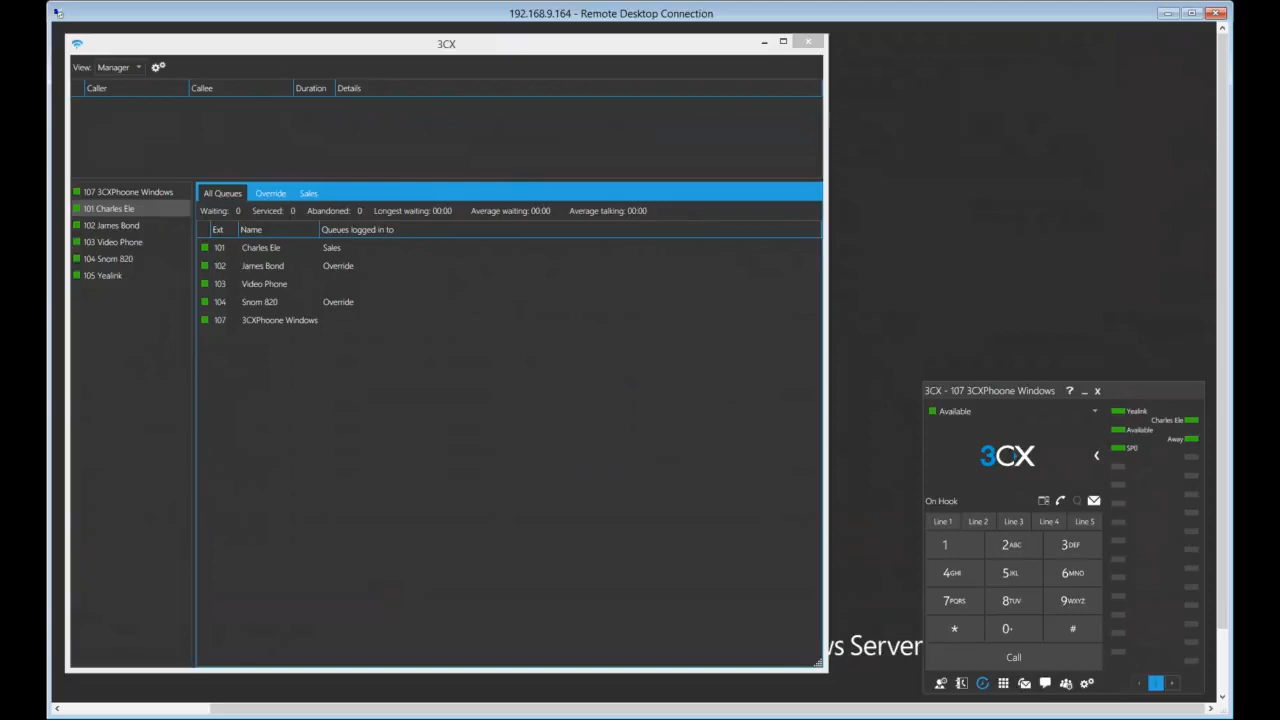 192.168.9.164 - Remote Desktop Connection
3CX
View: Manager
Caller Callee Duration Details
107 3CXPhoone Windows
101 Charles Ele
102 James Bond
103 Video Phone
104 Snom 820
105 Yealink
All Queues Override Sales
Waiting: 0 Serviced: 0 Abandoned: 0 Longest waiting: 00:00 Average waiting: 00:00 Average talking: 00:00
Ext Name Queues logged in to
101 Charles Ele Sales
102 James Bond Override
103 Video Phone
104 Snom 820 Override
107 3CXPhoone Windows
3CX - 107 3CXPhoone Windows ? _ x
Available
Yealink
Charles Ele
Available
Away
SP0
3CX
On Hook
Line 1 Line 2 Line 3 Line 4 Line 5
1 2ABC 3DEF
4GHI 5JKL 6MNO
7PQRS 8TUV 9WXYZ
* 0+ #
Call
vs Server